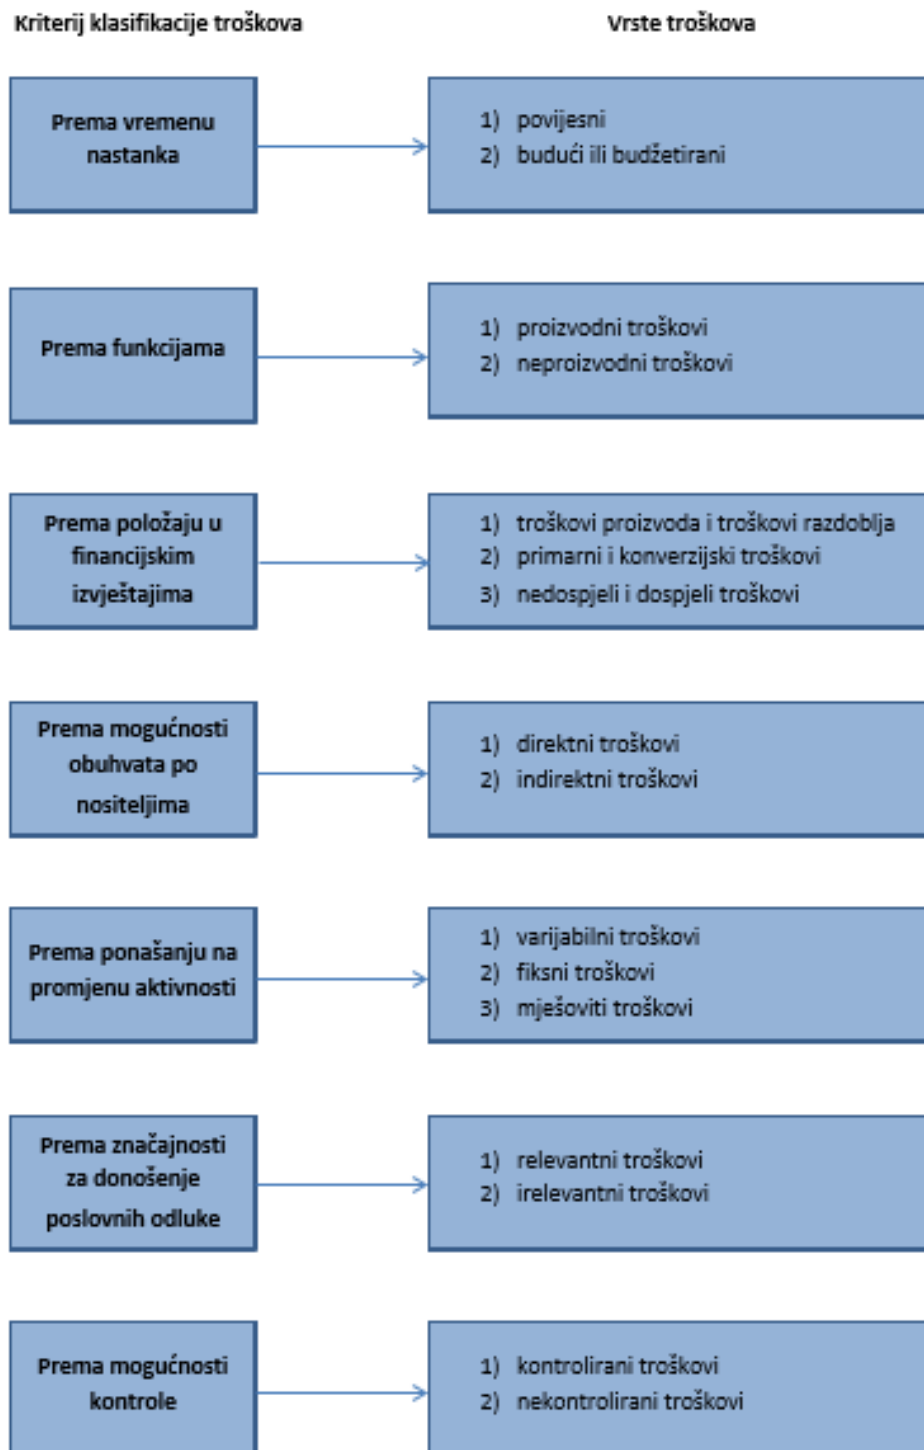 Kriterij klasifikacije troškova
Vrste troškova
Prema vremenu
nastanka
1) povijesni
2) budući ili budžetirani
Prema funkcijama
1) proizvodni troškovi
2) neproizvodni troškovi
Prema položaju u
financijskim
izvještajima
1) troškovi proizvoda i troškovi razdoblja
2) primarni i konverzijski troškovi
3) nedospjeli i dospjeli troškovi
Prema mogućnosti
obuhvata po
nositeljima
1) direktni troškovi
2) indirektni troškovi
Prema ponašanju na
promjenu aktivnosti
1) varijabilni troškovi
2) fiksni troškovi
3) mješoviti troškovi
Prema značajnosti
za donošenje
poslovnih odluke
1) relevantni troškovi
2) irelevantni troškovi
Prema mogućnosti
kontrole
1) kontrolirani troškovi
2) nekontrolirani troškovi